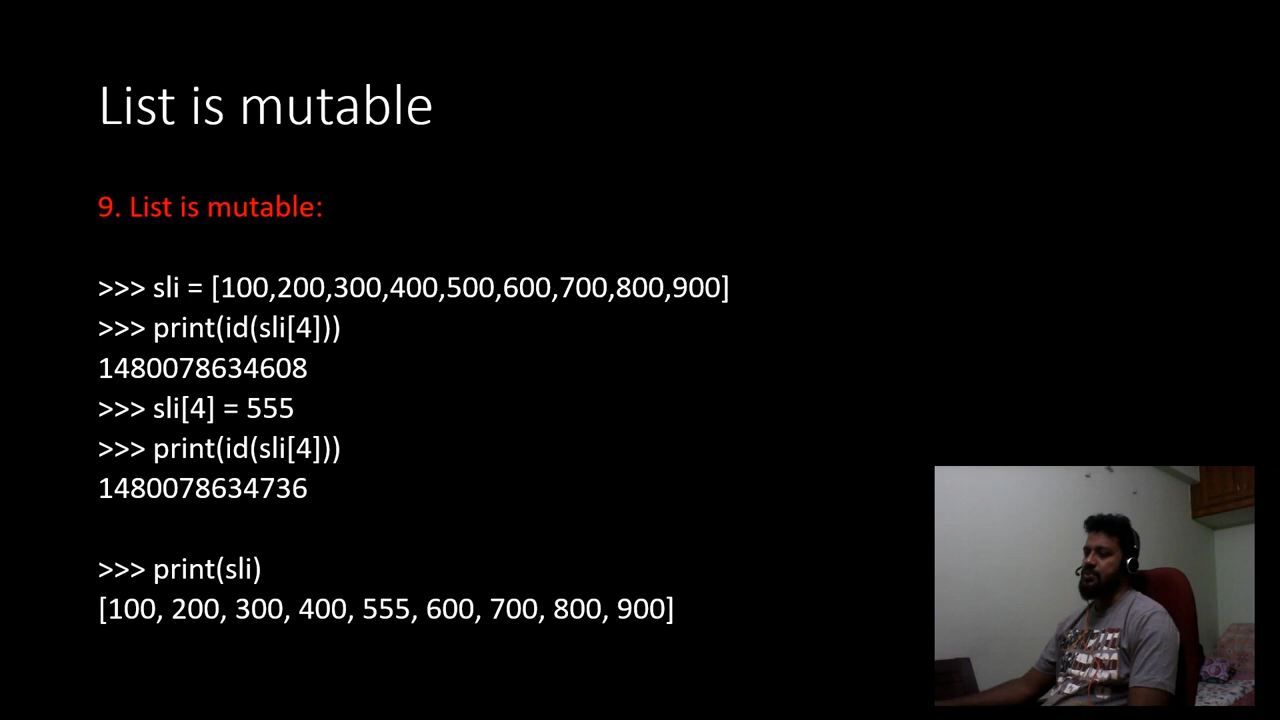 List is mutable
9. List is mutable:
>>> sli = [100,200,300,400,500,600,700,800,900]
>>> print(id(sli[4]))
1480078634608
>>> sli[4] = 555
>>> print(id(sli[4]))
1480078634736
>>> print(sli)
[100, 200, 300, 400, 555, 600, 700, 800, 900]